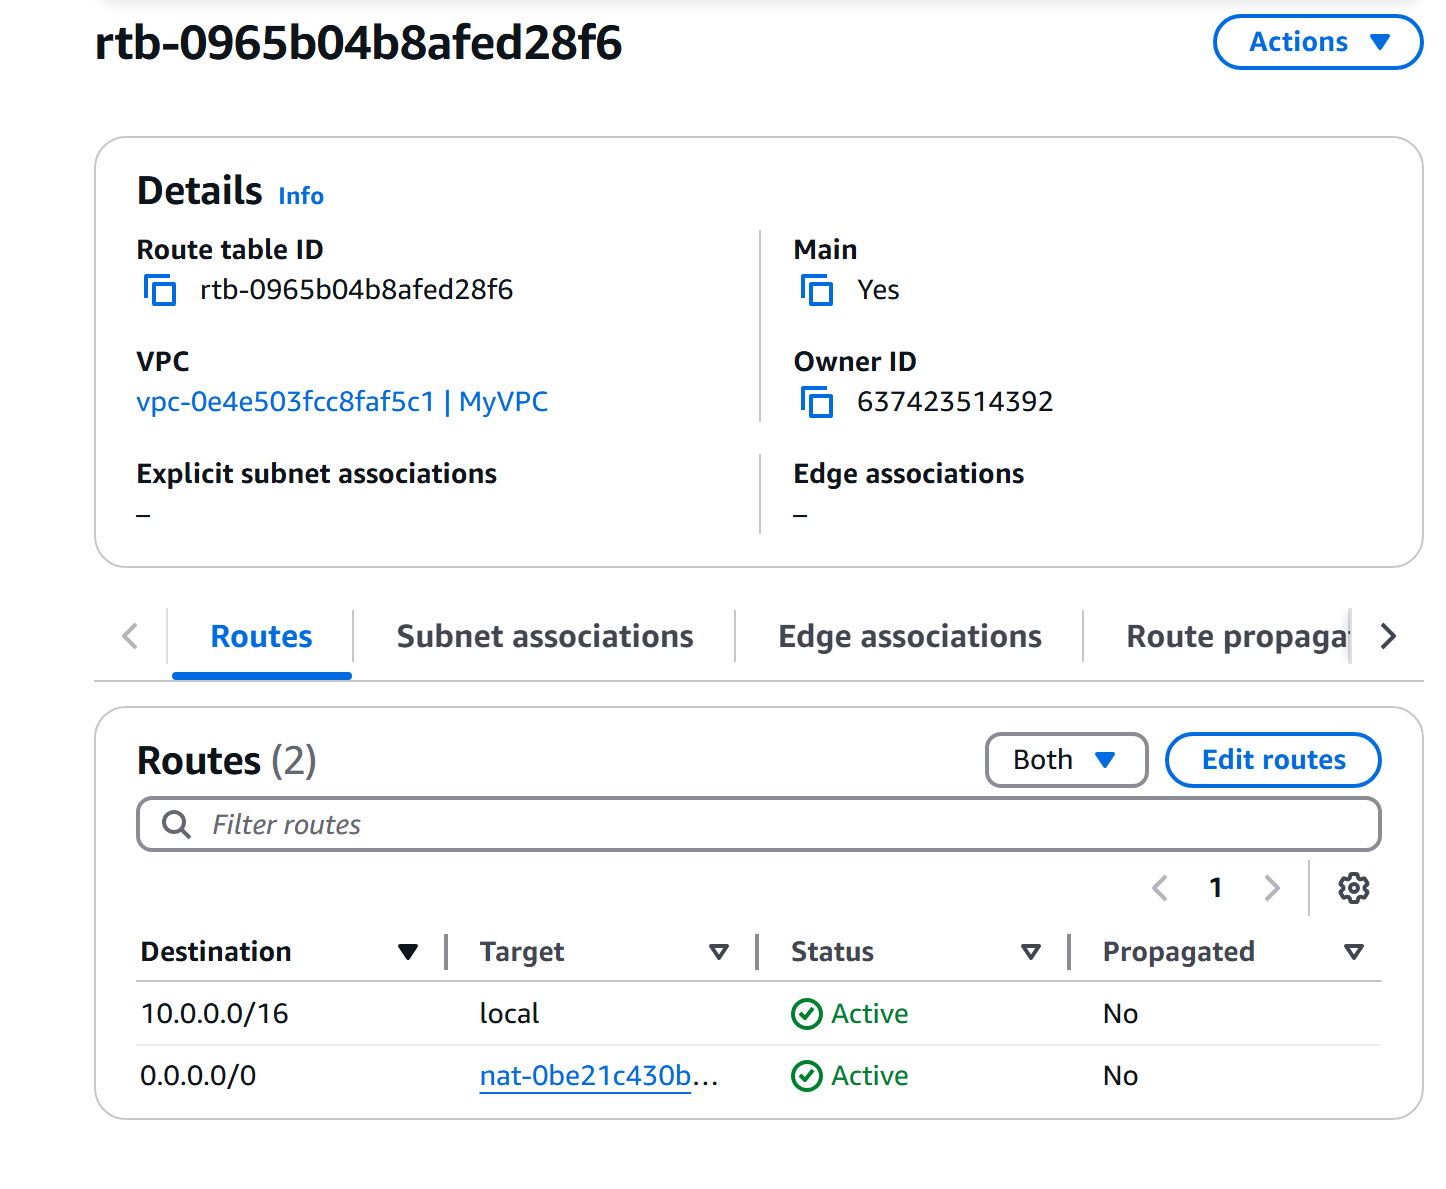 rtb-0965b04b8afed28f6
Actions
Details Info
Route table ID
rtb-0965b04b8afed28f6
Main
Yes
VPC
vpc-0e4e503fcc8faf5c1 | MyVPC
Owner ID
637423514392
Explicit subnet associations
–
Edge associations
–
Routes Subnet associations Edge associations Route propaga
Routes (2)
Both Edit routes
Filter routes
1
Destination Target Status Propagated
10.0.0.0/16 local Active No
0.0.0.0/0 nat-0be21c430b... Active No